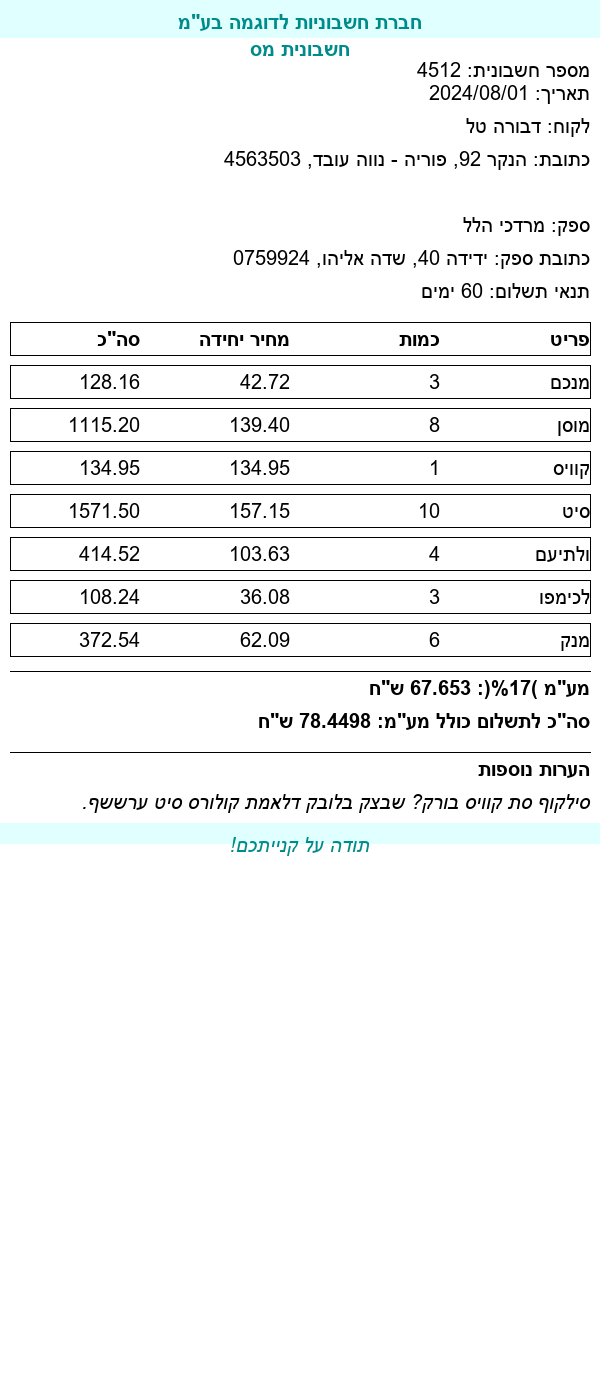 חברת חשבוניות לדוגמה בע"מ
חשבונית מס
מספר חשבונית: 4512
תאריך: 2024/08/01
לקוח: דבורה טל
כתובת: הנקר 92, פוריה - נווה עובד, 4563503
ספק: מרדכי הלל
כתובת ספק: ידידה 40, שדה אליהו, 0759924
תנאי תשלום: 60 ימים
פריט כמות מחיר יחידה סה"כ
מנכם 3 42.72 128.16
מוסן 8 139.40 1115.20
קוויס 1 134.95 134.95
סיט 10 157.15 1571.50
ולתיעם 4 103.63 414.52
לכימפו 3 36.08 108.24
מנק 6 62.09 372.54
מע"מ )17%(: 67.653 ש"ח
סה"כ לתשלום כולל מע"מ: 78.4498 ש"ח
הערות נוספות
סילקוף סת קוויס בורק? שבצק בלובק דלאמת קולורס סיט ערששף.
תודה על קנייתכם!